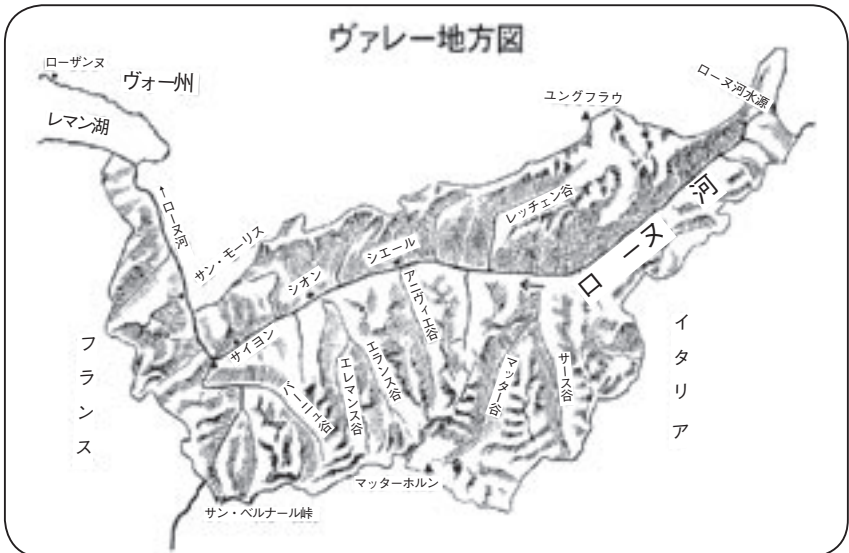 ヴァレー地方図
ローザンヌ
ヴォー州
レマン湖
ユングフラウ
ローヌ河水源
←ローヌ河
サン・モーリス
レッチェン谷
ローヌ河
シエール
シオン
←
アニヴィエ谷
サイヨン
エランス谷
エレマンス谷
バーニュ谷
マッター谷
サース谷
フランス
イタリア
マッターホルン
サン・ベルナール峠